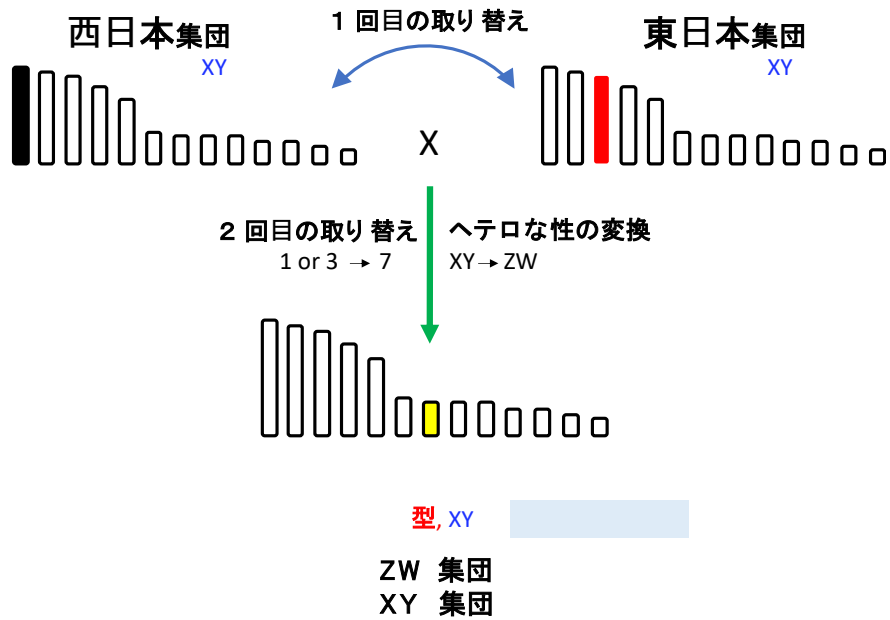 １回目の取り替え
西日本集団
東日本集団
XY
XY
X
２回目の取り替え
ヘテロな性の変換
1 or 3 → 7
XY→ZW
型, XY
ZW 集団
XY 集団